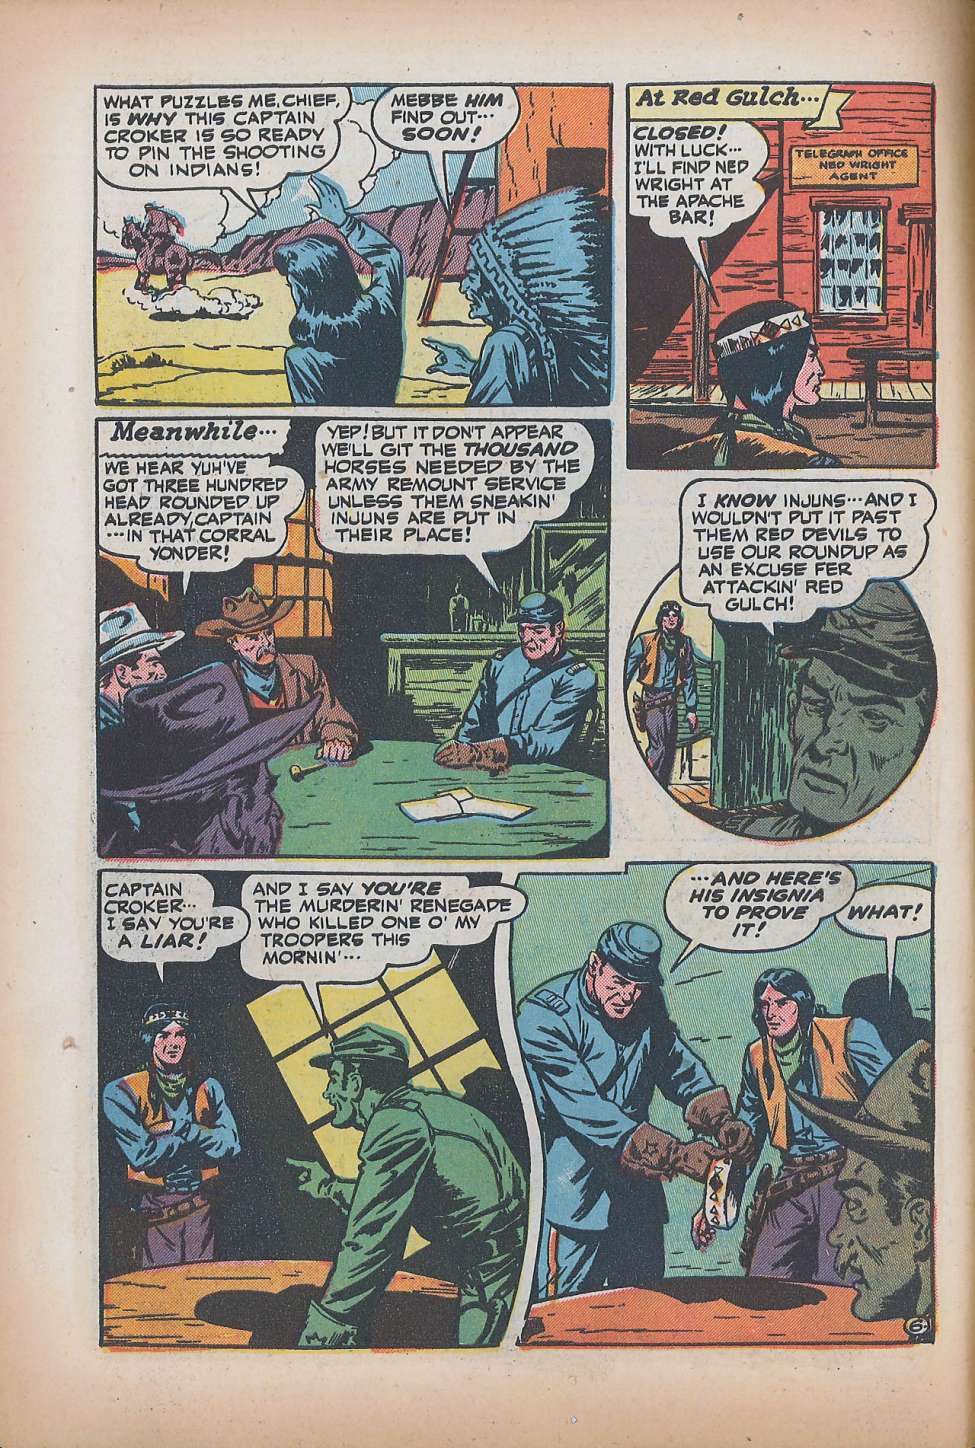 WHAT PUZZLES ME, CHIEF,
IS WHY THIS CAPTAIN
CROKER IS SO READY
TO PIN THE SHOOTING
ON INDIANS!
MEBBE HIM
FIND OUT...
SOON!
At Red Gulch...
CLOSED!
WITH LUCK...
I'LL FIND NED
WRIGHT AT
THE APACHE
BAR!
TELEGRAPH OFFICE
NED WRIGHT
AGENT
Meanwhile...
WE HEAR YUH'VE
GOT THREE HUNDRED
HEAD ROUNDED UP
ALREADY, CAPTAIN
...IN THAT CORRAL
YONDER!
YEP! BUT IT DON'T APPEAR
WE'LL GIT THE THOUSAND
HORSES NEEDED BY THE
ARMY REMOUNT SERVICE
UNLESS THEM SNEAKIN'
INJUNS ARE PUT IN
THEIR PLACE!
I KNOW INJUNS...AND I
WOULDN'T PUT IT PAST
THEM RED DEVILS TO
USE OUR ROUNDUP AS
AN EXCUSE FER
ATTACKIN' RED
GULCH!
CAPTAIN
CROKER...
I SAY YOU'RE
A LIAR!
AND I SAY YOU'RE
THE MURDERIN' RENEGADE
WHO KILLED ONE O' MY
TROOPERS THIS
MORNIN'...
...AND HERE'S
HIS INSIGNIA
TO PROVE
IT!
WHAT!
6